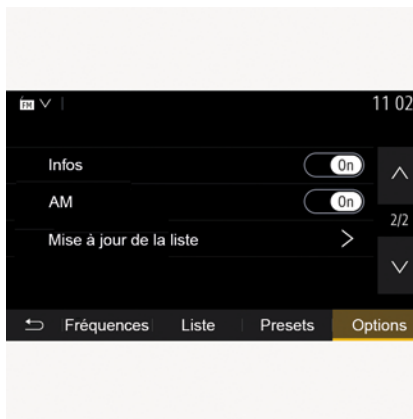 FM
11 02
Infos On
AM On
2/2
Mise à jour de la liste
Fréquences Liste Presets Options